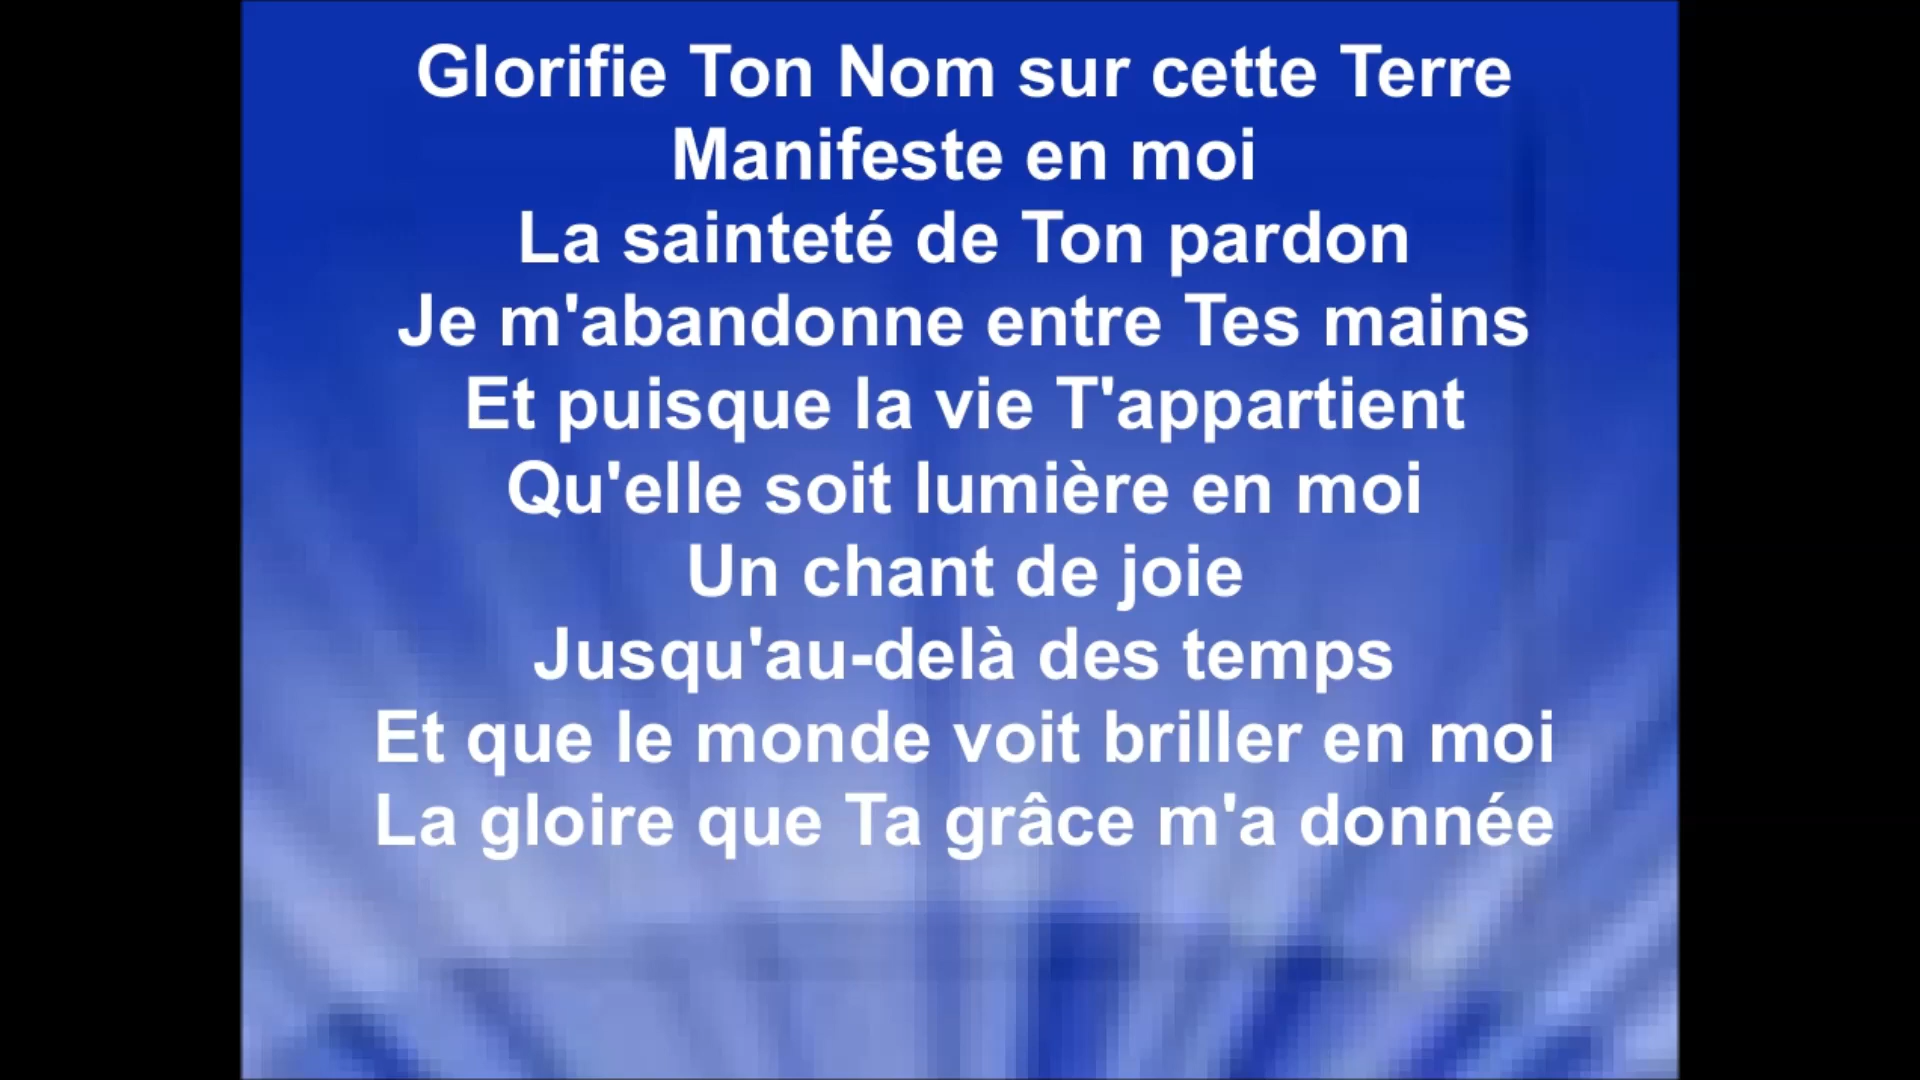 Glorifie Ton Nom sur cette Terre
Manifeste en moi
La sainteté de Ton pardon
Je m'abandonne entre Tes mains
Et puisque la vie T'appartient
Qu'elle soit lumière en moi
Un chant de joie
Jusqu'au-delà des temps
Et que le monde voit briller en moi
La gloire que Ta grâce m'a donnée